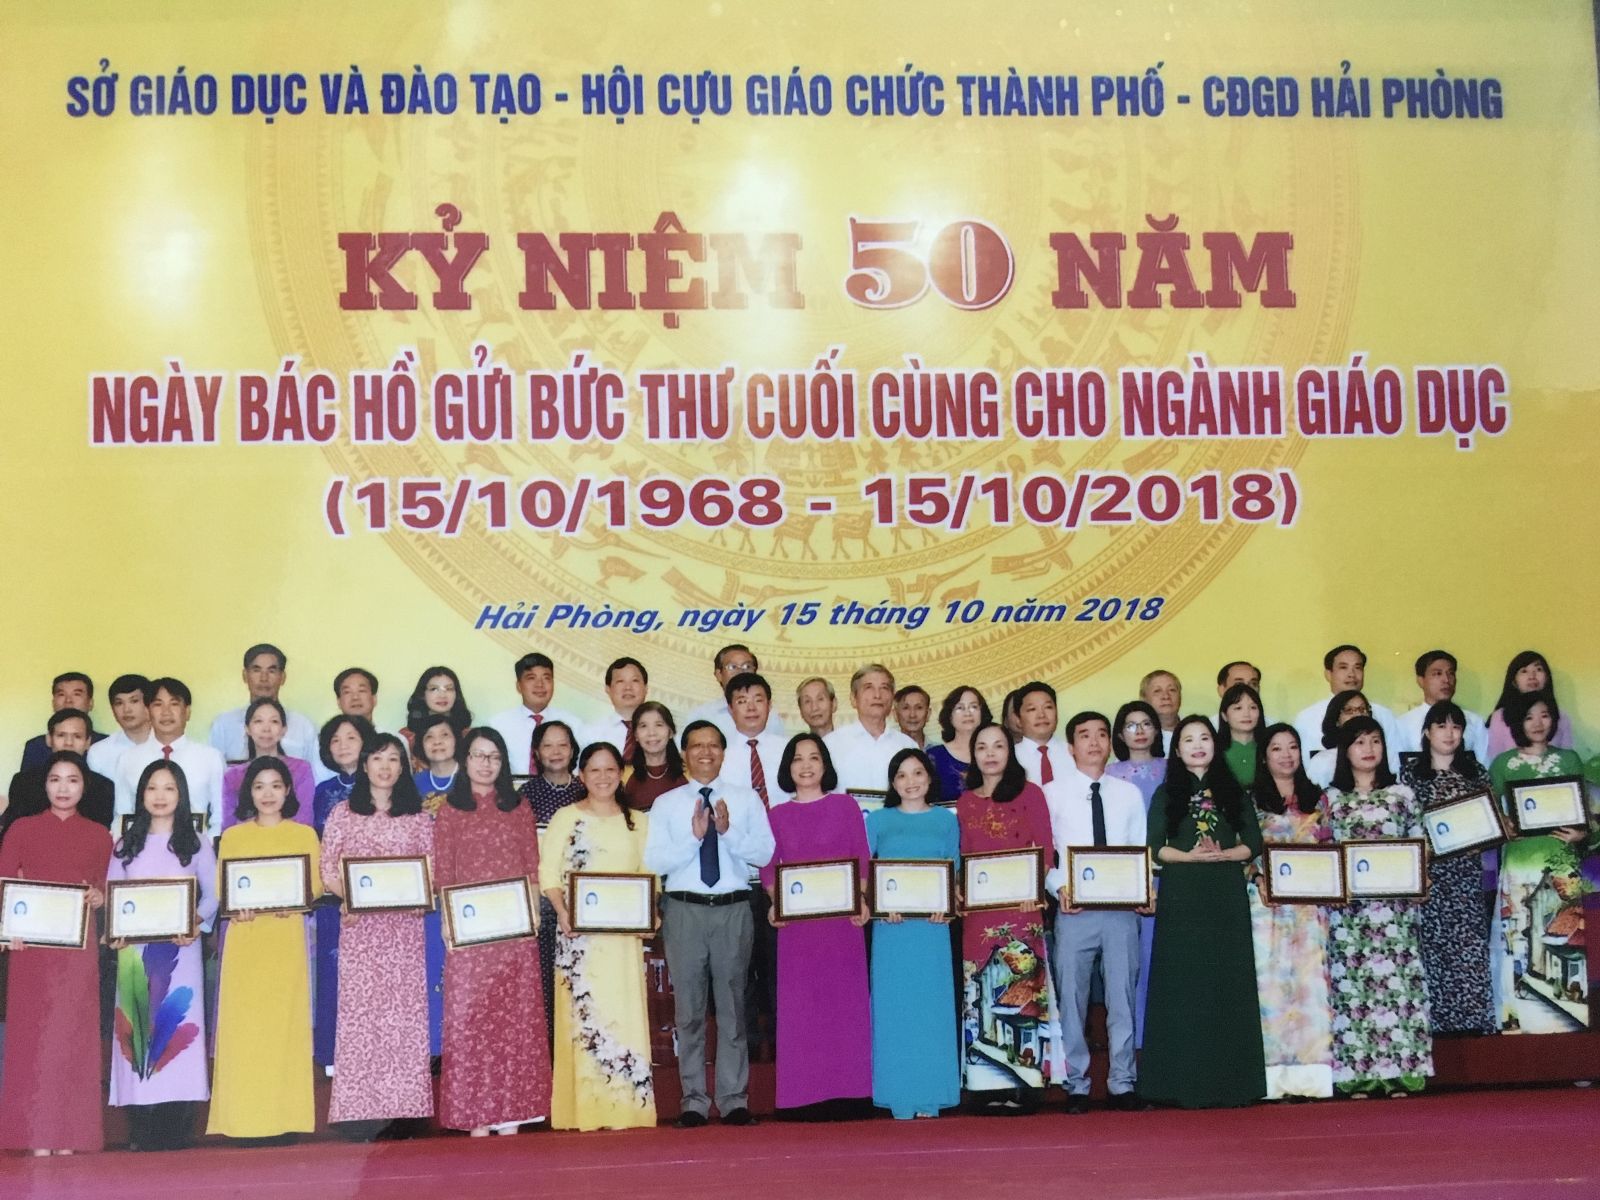 SỞ GIÁO DỤC VÀ ĐÀO TẠO - HỘI CỰU GIÁO CHỨC THÀNH PHỐ - CĐGD HẢI PHÒNG
KỶ NIỆM 50 NĂM
NGÀY BÁC HỒ GỬI BỨC THƯ CUỐI CÙNG CHO NGÀNH GIÁO DỤC
(15/10/1968 - 15/10/2018)
Hải Phòng, ngày 15 tháng 10 năm 2018